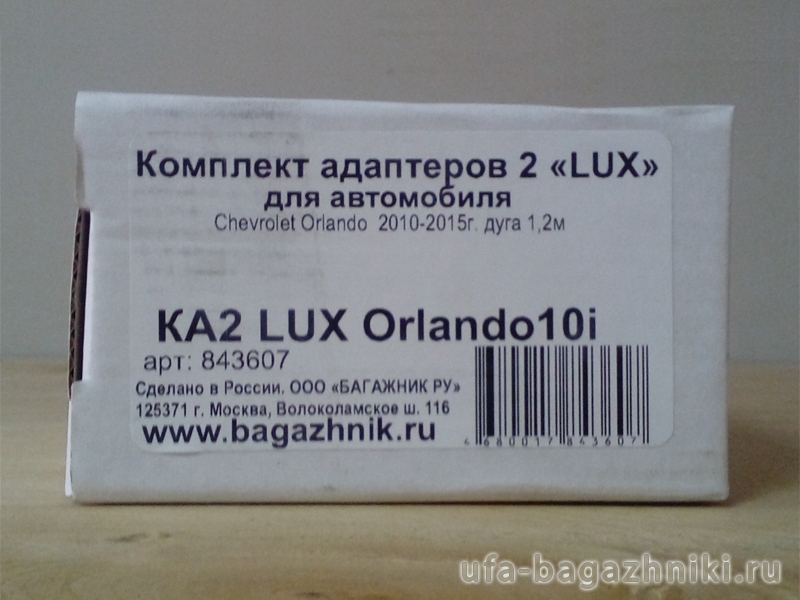 Комплект адаптеров 2 «LUX»
для автомобиля
Chevrolet Orlando 2010-2015г. дуга 1,2м
КА2 LUX Orlando10i
арт: 843607
Сделано в России, ООО «БАГАЖНИК РУ»
125371 г. Москва, Волоколамское ш. 116
www.bagazhnik.ru
4680017843607
ufa-bagazhniki.ru